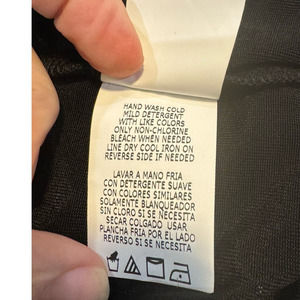 HAND WASH COLD
MILD DETERGENT
WITH LIKE COLORS
ONLY NON-CHLORINE
BLEACH WHEN NEEDED
LINE DRY COOL IRON ON
REVERSE SIDE IF NEEDED
LAVAR A MANO FRIA
CON DETERGENTE SUAVE
CON COLORES SIMILARES
SOLAMENTE BLANQUEADOR
SIN CLORO SI SE NECESITA
SECAR COLGADO USAR
PLANCHA FRIA POR EL LADO
REVERSO SI SE NECESITA